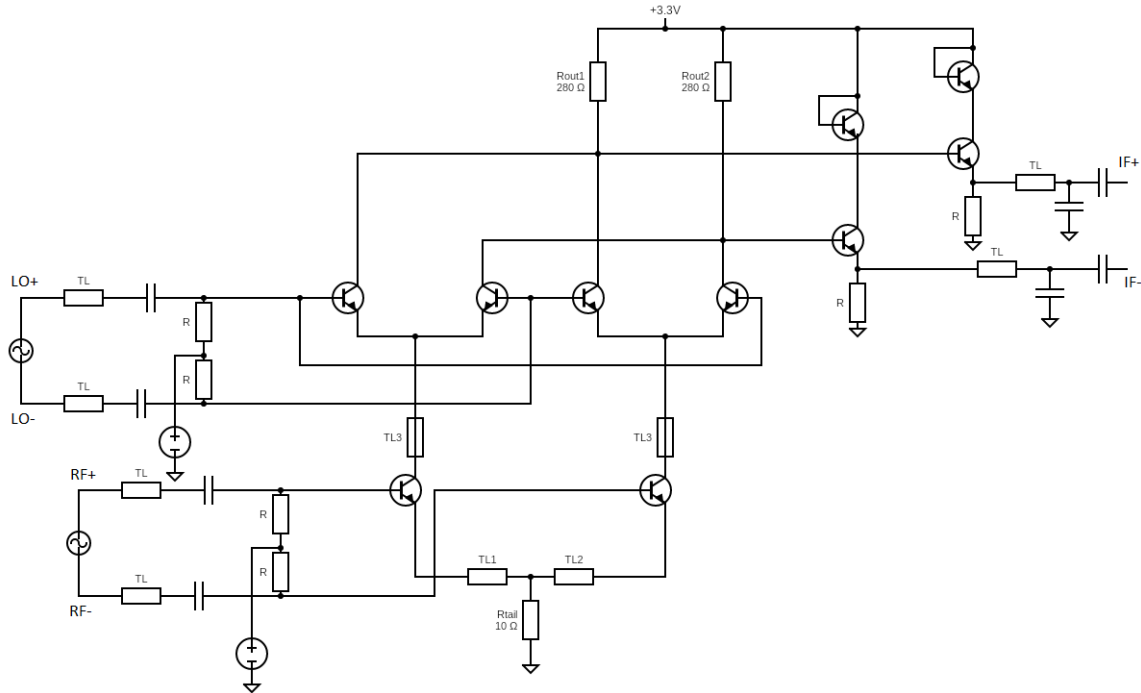 +3.3V
Rout1
280 Ω
Rout2
280 Ω
IF+
TL
R
LO+
TL
TL
IF-
R
R
TL
R
LO-
TL3
TL3
RF+
TL
R
TL1
TL2
R
TL
RF-
Rtail
10 Ω